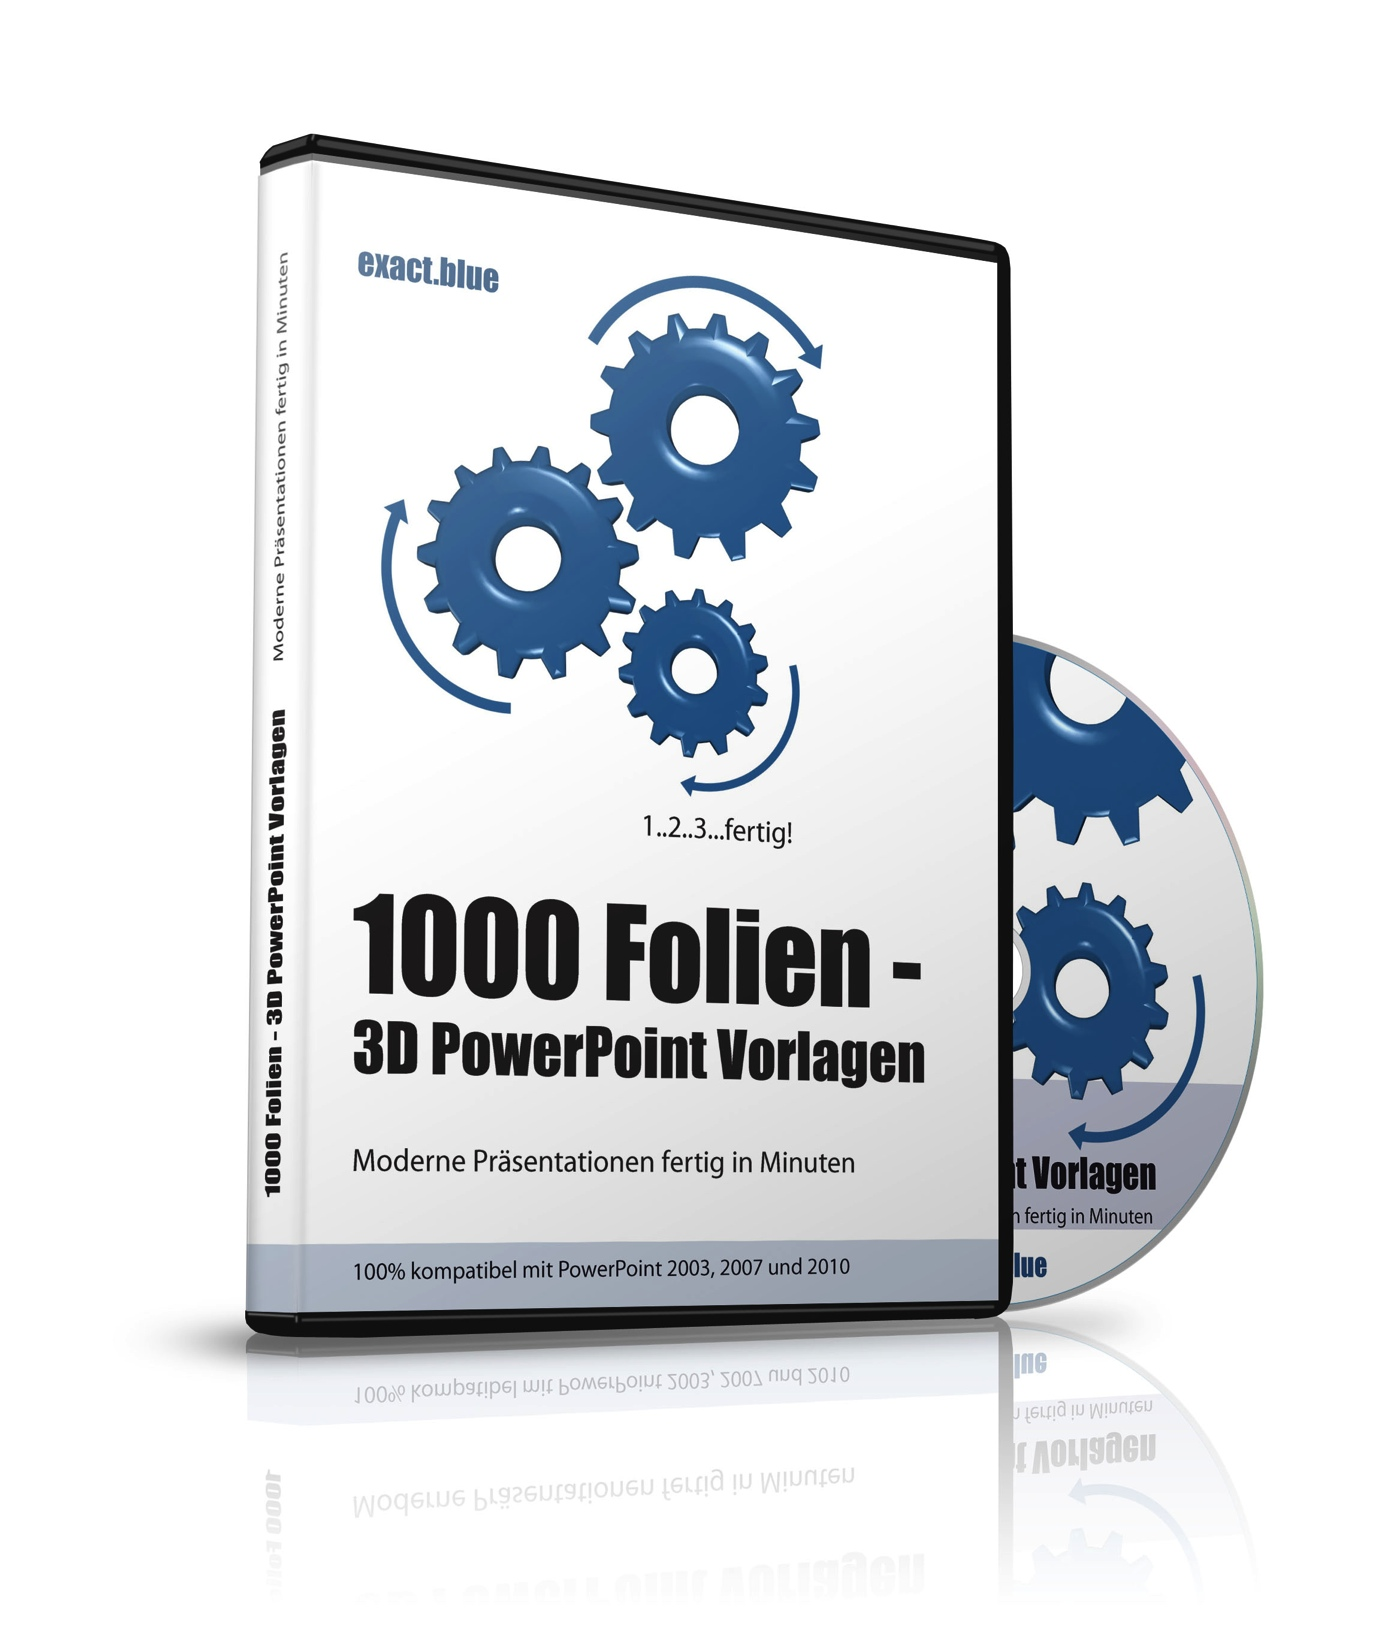 exact.blue
1..2..3...fertig!
1000 Folien -
3D PowerPoint Vorlagen
Moderne Präsentationen fertig in Minuten
100% kompatibel mit PowerPoint 2003, 2007 und 2010
1000 Folien - 3D PowerPoint Vorlagen
Moderne Präsentationen fertig in Minuten
Vorlagen
fertig in Minuten
blue